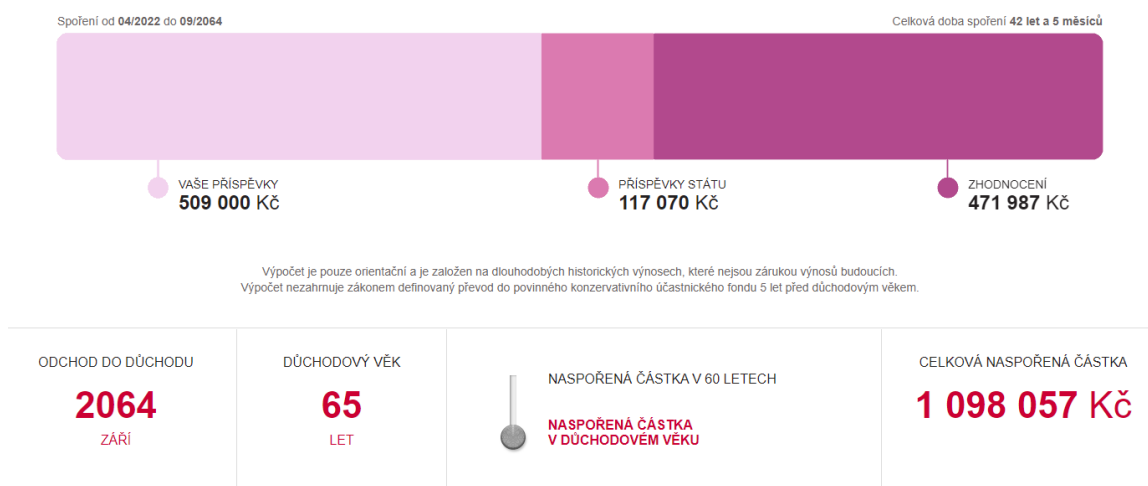 Spoření od 04/2022 do 09/2064
Celková doba spoření 42 let a 5 měsíců
VAŠE PŘÍSPĚVKY
509 000 Kč
PŘÍSPĚVKY STÁTU
117 070 Kč
ZHODNOCENÍ
471 987 Kč
Výpočet je pouze orientační a je založen na dlouhodobých historických výnosech, které nejsou zárukou výnosů budoucích.
Výpočet nezahrnuje zákonem definovaný převod do povinného konzervativního účastnického fondu 5 let před důchodovým věkem.
ODCHOD DO DŮCHODU
2064
ZÁŘÍ
DŮCHODOVÝ VĚK
65
LET
NASPOŘENÁ ČÁSTKA V 60 LETECH
NASPOŘENÁ ČÁSTKA
V DŮCHODOVÉM VĚKU
CELKOVÁ NASPOŘENÁ ČÁSTKA
1 098 057 Kč